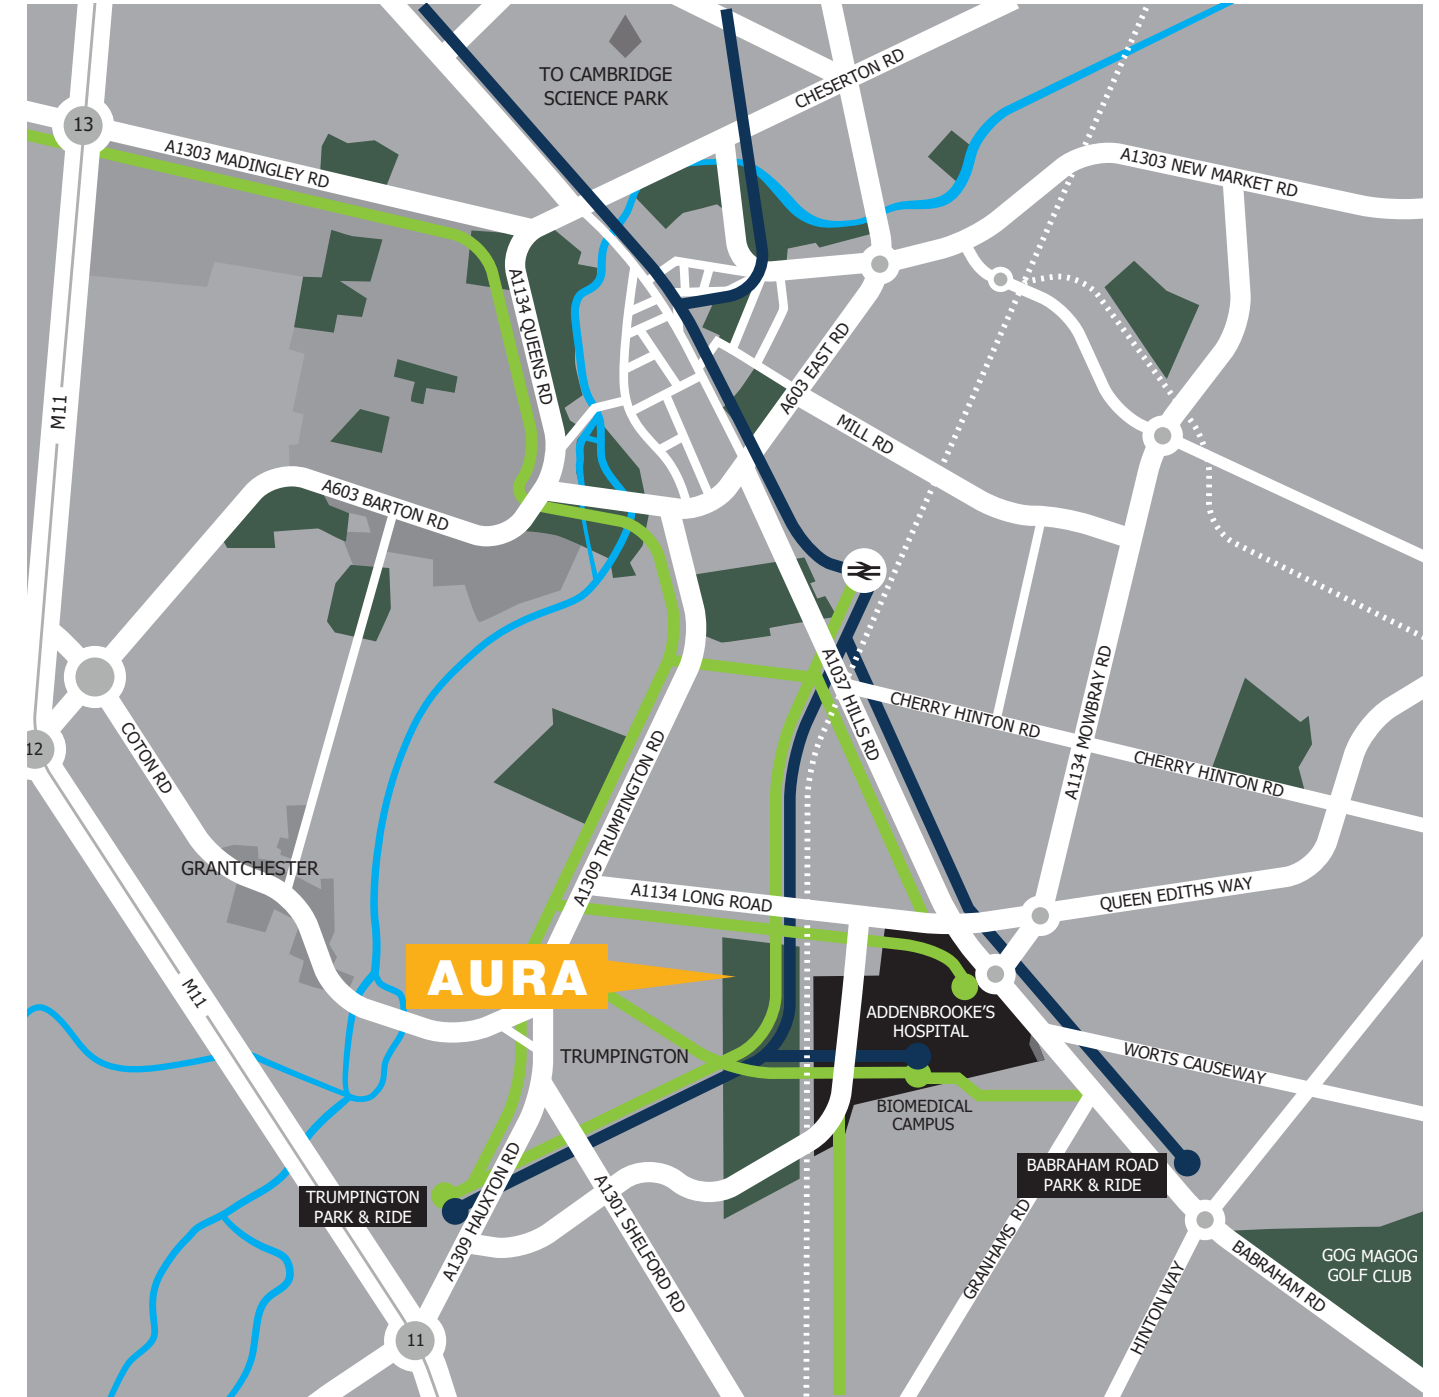 TO CAMBRIDGE
SCIENCE PARK
CHESERTON RD
13
A1303 MADINGLEY RD
A1303 NEW MARKET RD
A1134 QUEENS RD
M11
A603 EAST RD
MILL RD
A603 BARTON RD
A1037 HILLS RD
CHERRY HINTON RD
A1134 MOWBRAY RD
CHERRY HINTON RD
12
COTON RD
A1309 TRUMPINGTON RD
GRANTCHESTER
A1134 LONG ROAD
QUEEN EDITHS WAY
AURA
M11
ADDENBROOKE'S
HOSPITAL
TRUMPINGTON
WORTS CAUSEWAY
BIOMEDICAL
CAMPUS
BABRAHAM ROAD
PARK & RIDE
TRUMPINGTON
PARK & RIDE
A1309 HAUXTON RD
A1301 SHELFORD RD
GRANHAMS RD
HINTON WAY
BABRAHAM RD
GOG MAGOG
GOLF CLUB
11